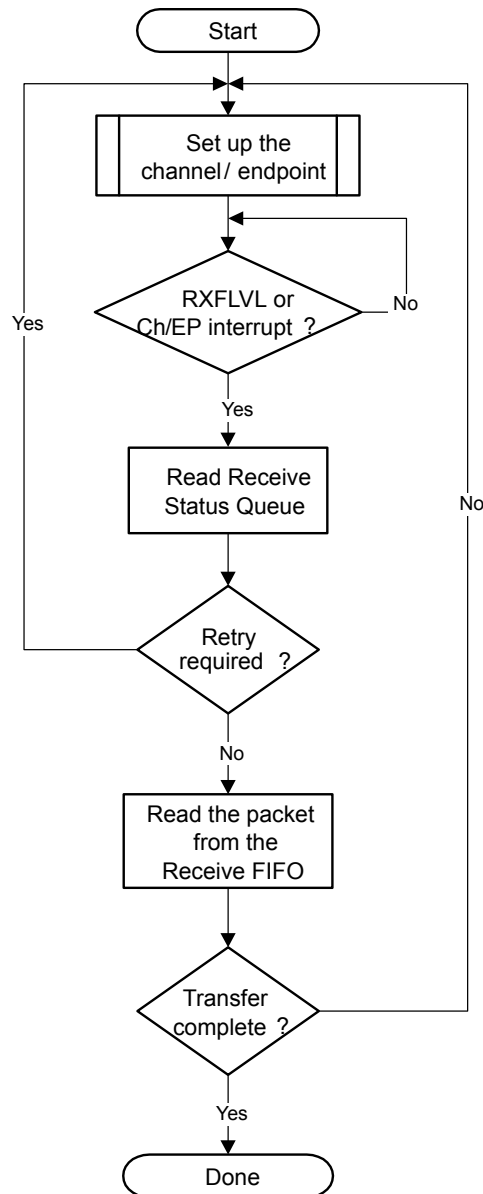 Start
Set up the
channel/ endpoint
RXFLVL or
Ch/EP interrupt ?
No
Yes
Yes
Read Receive
Status Queue
No
Retry
required ?
No
Read the packet
from the
Receive FIFO
Transfer
complete ?
Yes
Done